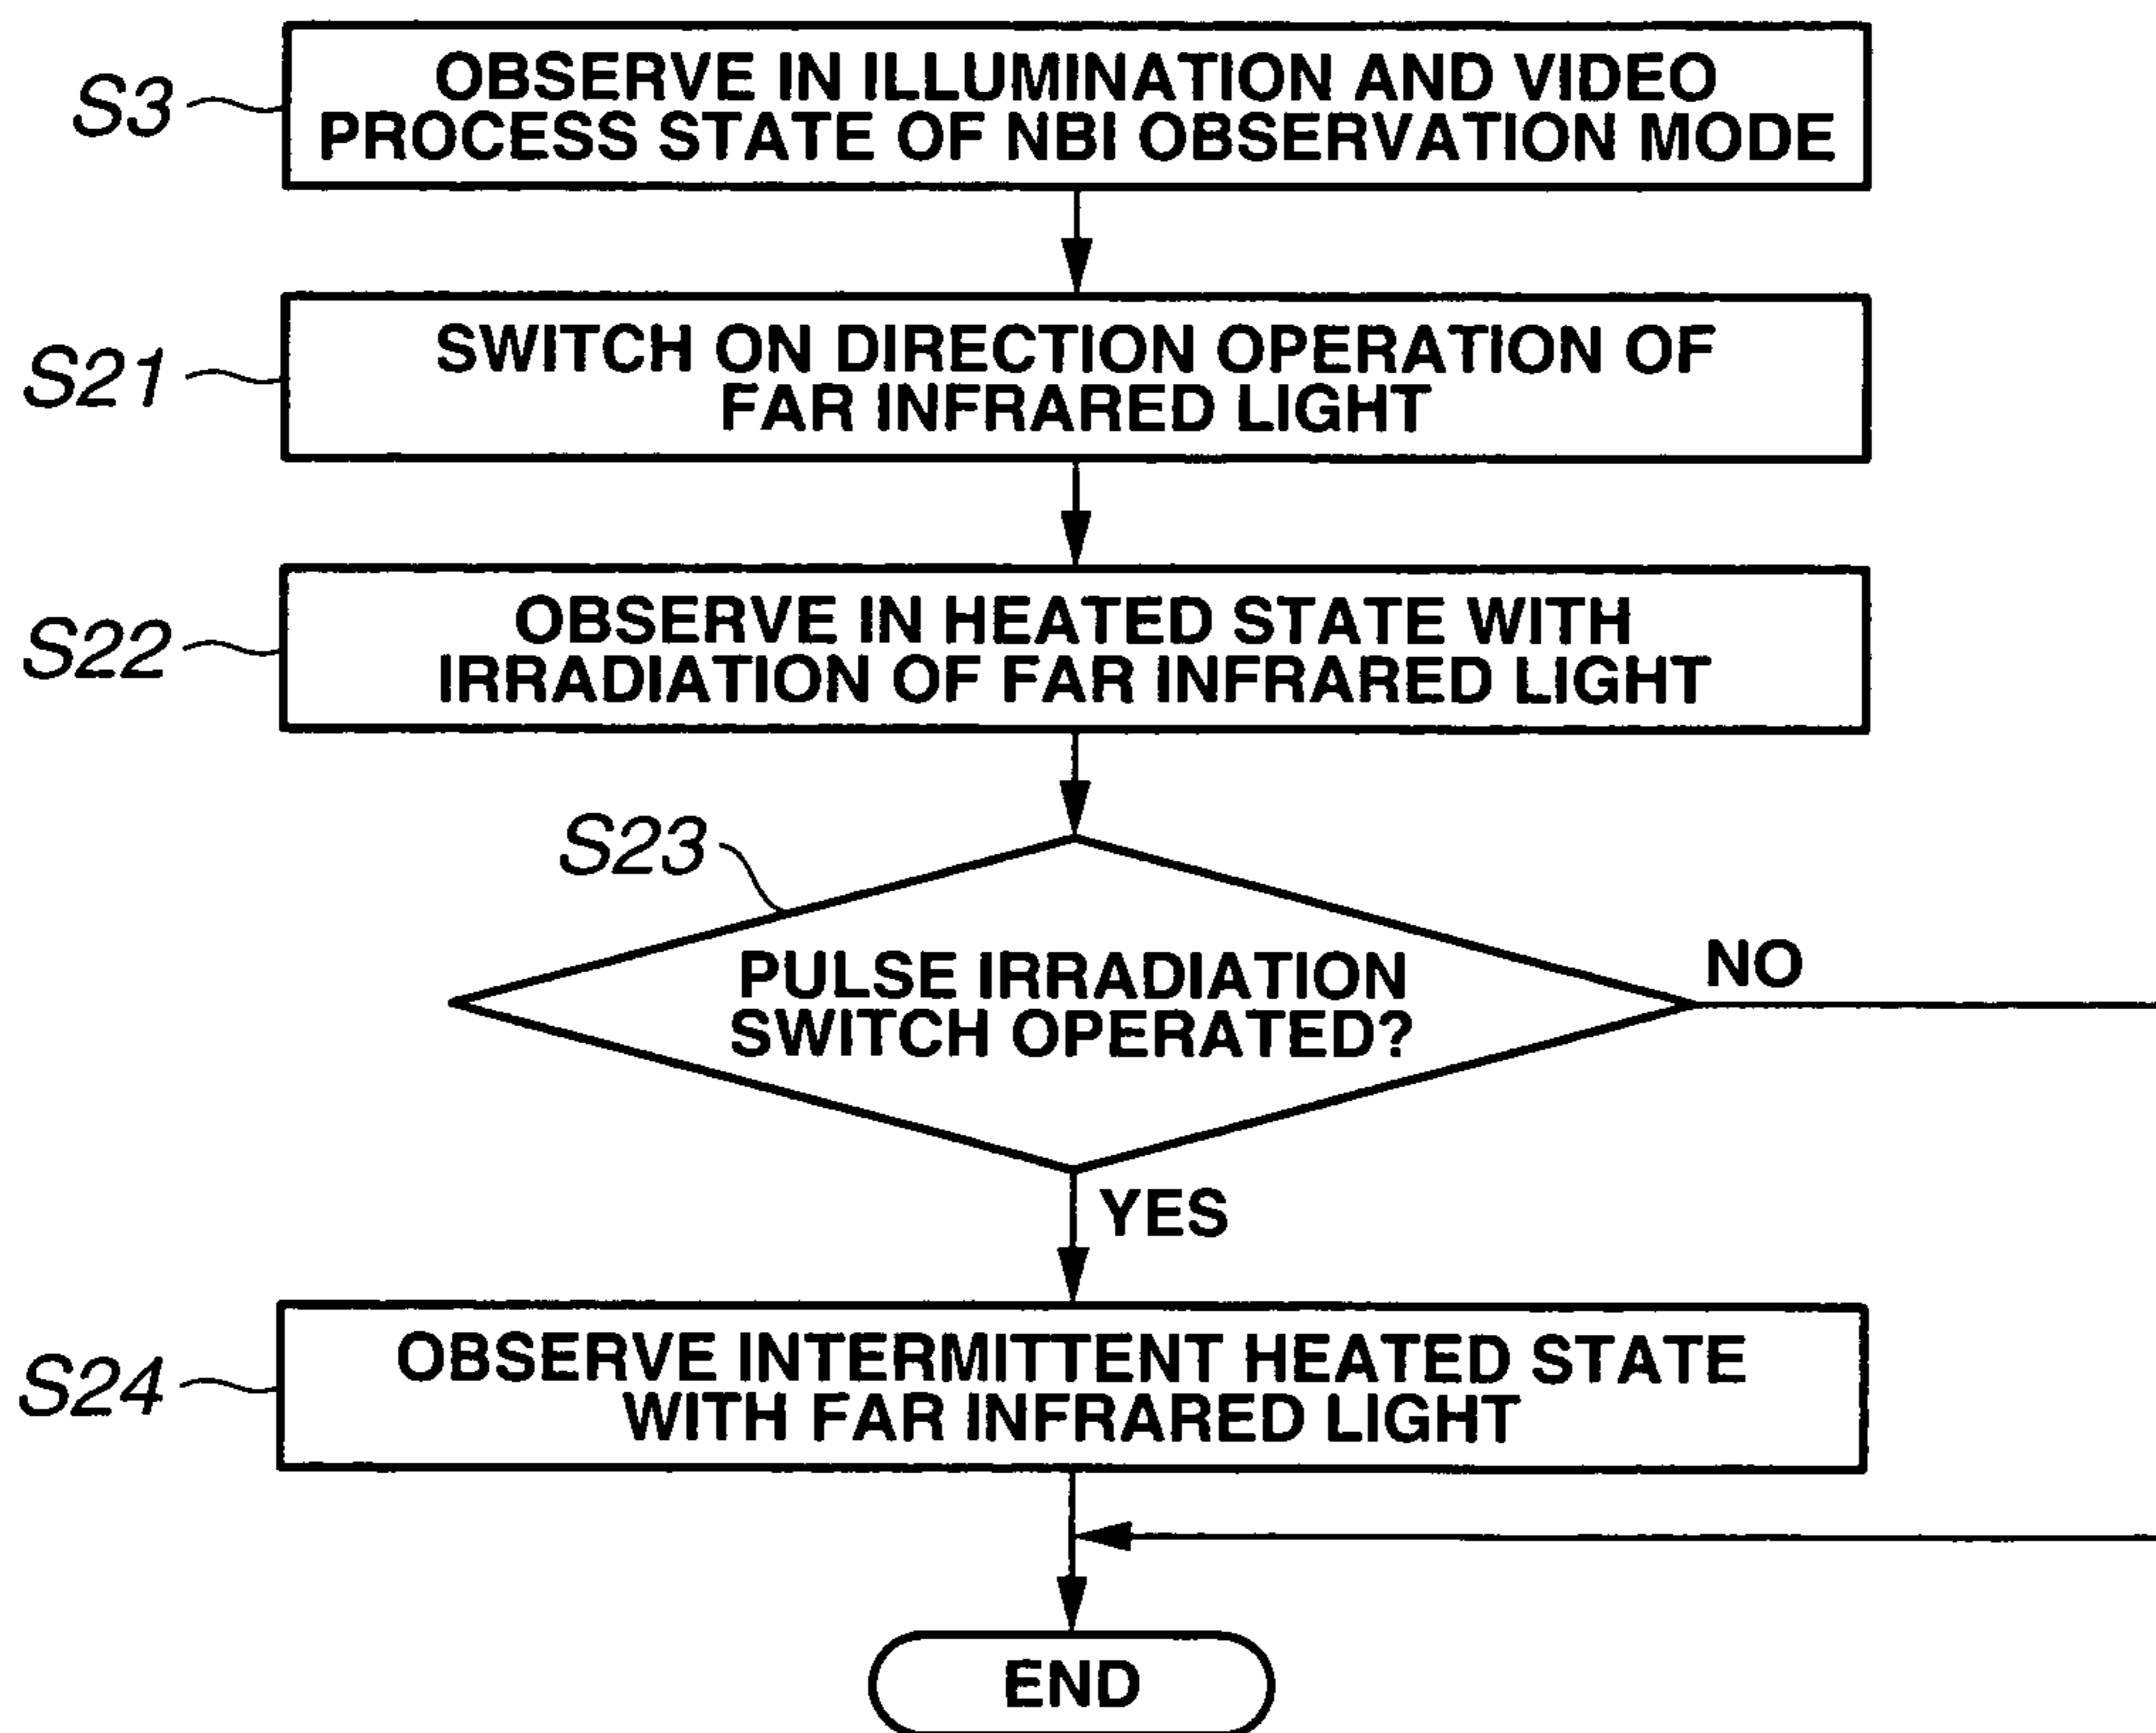 S3
OBSERVE IN ILLUMINATION AND VIDEO
PROCESS STATE OF NBI OBSERVATION MODE
S21
SWITCH ON DIRECTION OPERATION OF
FAR INFRARED LIGHT
S22
OBSERVE IN HEATED STATE WITH
IRRADIATION OF FAR INFRARED LIGHT
S23
PULSE IRRADIATION
SWITCH OPERATED?
NO
YES
S24
OBSERVE INTERMITTENT HEATED STATE
WITH FAR INFRARED LIGHT
END